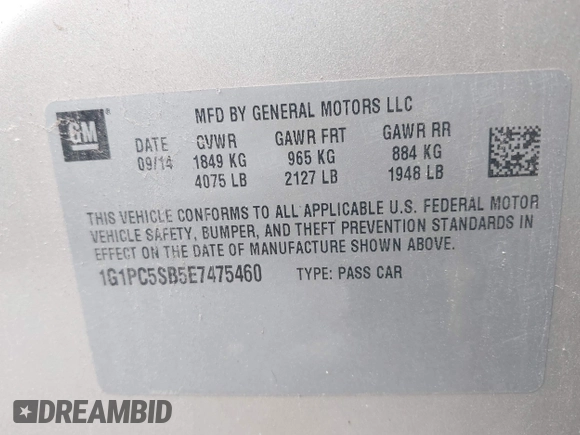 GM
MFD BY GENERAL MOTORS LLC
DATE GVWR GAWR FRT GAWR RR
09/14 1849 KG 965 KG 884 KG
4075 LB 2127 LB 1948 LB
THIS VEHICLE CONFORMS TO ALL APPLICABLE U.S. FEDERAL MOTOR
VEHICLE SAFETY, BUMPER, AND THEFT PREVENTION STANDARDS IN
EFFECT ON THE DATE OF MANUFACTURE SHOWN ABOVE.
1G1PC5SB5E7475460 TYPE: PASS CAR
DREAMBID